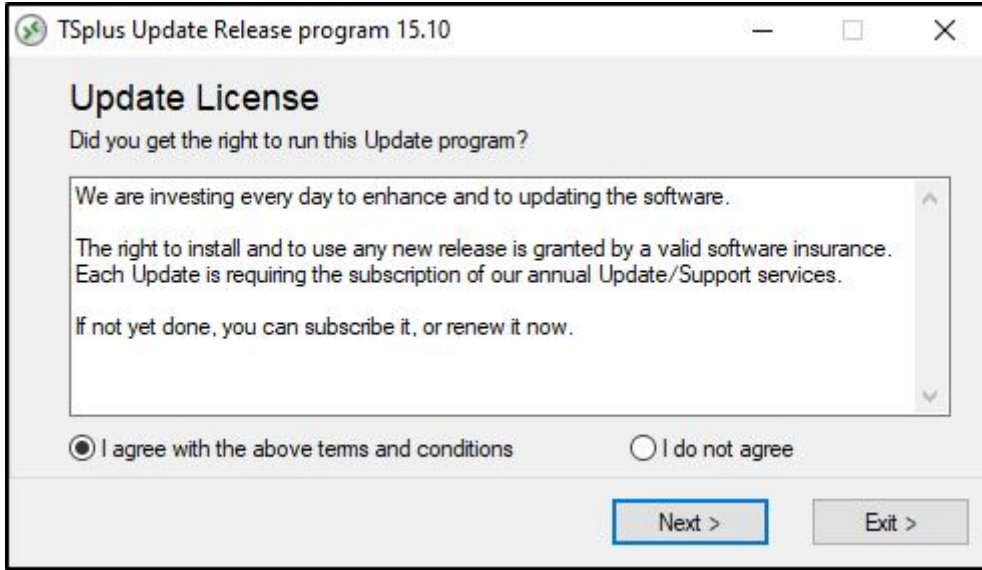 TSplus Update Release program 15.10
Update License
Did you get the right to run this Update program?
We are investing every day to enhance and to updating the software.
The right to install and to use any new release is granted by a valid software insurance.
Each Update is requiring the subscription of our annual Update/Support services.
If not yet done, you can subscribe it, or renew it now.
I agree with the above terms and conditions
I do not agree
Next >
Exit >